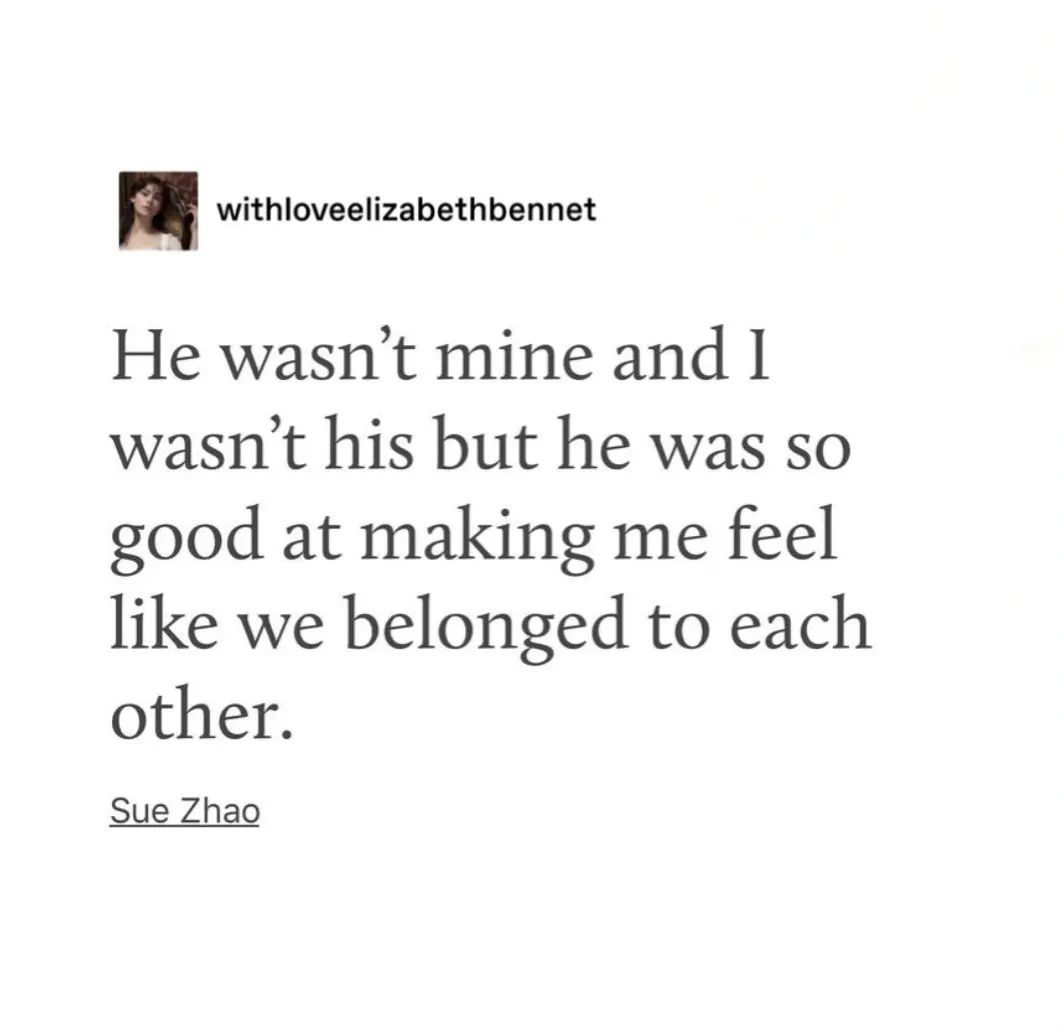 withloveelizabethbennet
He wasn’t mine and I
wasn’t his but he was so
good at making me feel
like we belonged to each
other.
Sue Zhao